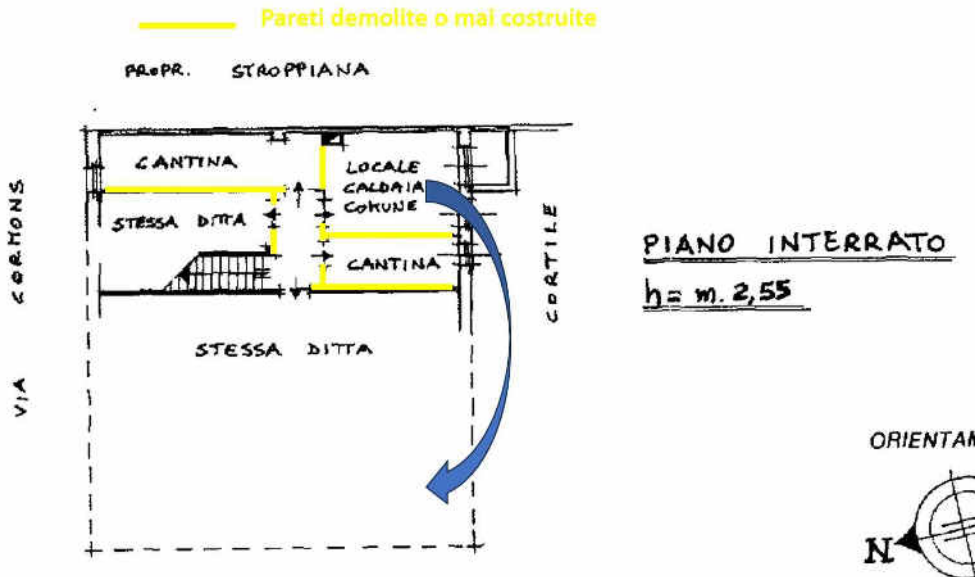 Pareti demolite o mai costruite
PROPR. STROPPIANA
CANTINA
LOCALE
CALDAIA
COMUNE
STESSA DITTA
CANTINA
STESSA DITTA
VIA CORMONS
CORTILE
PIANO INTERRATO
h = m. 2,55
ORIENTAM
N